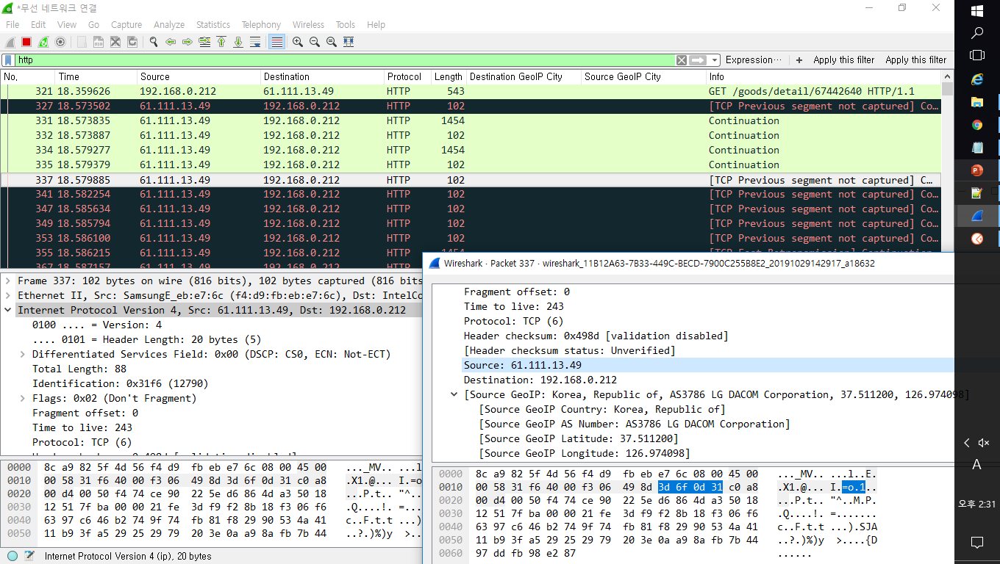 *무선 네트워크 연결
File Edit View Go Capture Analyze Statistics Telephony Wireless Tools Help
http Expression… + Apply this filter Apply this filter
No. Time Source Destination Protocol Length Destination GeoIP City Source GeoIP City Info
321 18.359626 192.168.0.212 61.111.13.49 HTTP 543 GET /goods/detail/67442640 HTTP/1.1
327 18.573502 61.111.13.49 192.168.0.212 HTTP 102 [TCP Previous segment not captured] Co…
331 18.573835 61.111.13.49 192.168.0.212 HTTP 1454 Continuation
332 18.573887 61.111.13.49 192.168.0.212 HTTP 102 Continuation
334 18.579277 61.111.13.49 192.168.0.212 HTTP 1454 Continuation
335 18.579379 61.111.13.49 192.168.0.212 HTTP 102 Continuation
337 18.579885 61.111.13.49 192.168.0.212 HTTP 102 [TCP Previous segment not captured] C…
341 18.582254 61.111.13.49 192.168.0.212 HTTP 102 [TCP Previous segment not captured] Co…
347 18.585634 61.111.13.49 192.168.0.212 HTTP 102 [TCP Previous segment not captured] Co…
349 18.585794 61.111.13.49 192.168.0.212 HTTP 102 [TCP Previous segment not captured] Co…
353 18.586100 61.111.13.49 192.168.0.212 HTTP 102 [TCP Previous segment not captured] Co…
355 18.586215 61.111.13.49 192.168.0.212 HTTP
367 18.587157 61.111.13.49 192.168.0.212 HTTP
Frame 337: 102 bytes on wire (816 bits), 102 bytes captured (816 bits
Ethernet II, Src: SamsungE_eb:e7:6c (f4:d9:fb:eb:e7:6c), Dst: IntelCo
Internet Protocol Version 4, Src: 61.111.13.49, Dst: 192.168.0.212
0100 .... = Version: 4
.... 0101 = Header Length: 20 bytes (5)
Differentiated Services Field: 0x00 (DSCP: CS0, ECN: Not-ECT)
Total Length: 88
Identification: 0x31f6 (12790)
Flags: 0x02 (Don't Fragment)
Fragment offset: 0
Time to live: 243
Protocol: TCP (6)
0000 8c a9 82 5f 4d 56 f4 d9 fb eb e7 6c 08 00 45 00 ..._MV.. ...l
0010 00 58 31 f6 40 00 f3 06 49 8d 3d 6f 0d 31 c0 a8 .X1.@... I.=o
0020 00 d4 00 50 f4 74 ce 90 22 5e d6 86 4d a3 50 18 ...P.t.. "^..
0030 12 51 7f ba 00 00 21 fe 3d f9 f2 8b 18 f3 06 f6 .Q....!. =...
0040 63 97 c6 46 b2 74 9f 74 fb 81 f8 29 90 53 4a 41 c..F.t.t ...)
0050 11 b9 3f a5 29 25 29 79 20 3e 0a a9 8a fb 7b 44 ..?.)%)y >...
Internet Protocol Version 4 (ip), 20 bytes
Wireshark · Packet 337 · wireshark_11B12A63-7B33-449C-BECD-7900C255B8E2_20191029142917_a18632
Fragment offset: 0
Time to live: 243
Protocol: TCP (6)
Header checksum: 0x498d [validation disabled]
[Header checksum status: Unverified]
Source: 61.111.13.49
Destination: 192.168.0.212
[Source GeoIP: Korea, Republic of, AS3786 LG DACOM Corporation, 37.511200, 126.974098]
[Source GeoIP Country: Korea, Republic of]
[Source GeoIP AS Number: AS3786 LG DACOM Corporation]
[Source GeoIP Latitude: 37.511200]
[Source GeoIP Longitude: 126.974098]
0000 8c a9 82 5f 4d 56 f4 d9 fb eb e7 6c 08 00 45 00 ..._MV.. ...l..E.
0010 00 58 31 f6 40 00 f3 06 49 8d 3d 6f 0d 31 c0 a8 .X1.@... I.=o.1..
0020 00 d4 00 50 f4 74 ce 90 22 5e d6 86 4d a3 50 18 ...P.t.. "^..M.P.
0030 12 51 7f ba 00 00 21 fe 3d f9 f2 8b 18 f3 06 f6 .Q....!. =.......
0040 63 97 c6 46 b2 74 9f 74 fb 81 f8 29 90 53 4a 41 c..F.t.t ...).SJA
0050 11 b9 3f a5 29 25 29 79 20 3e 0a a9 8a fb 7b 44 ..?.)%)y >....{D
0060 97 dd fb 98 e2 87 ......
A
오후 2:31